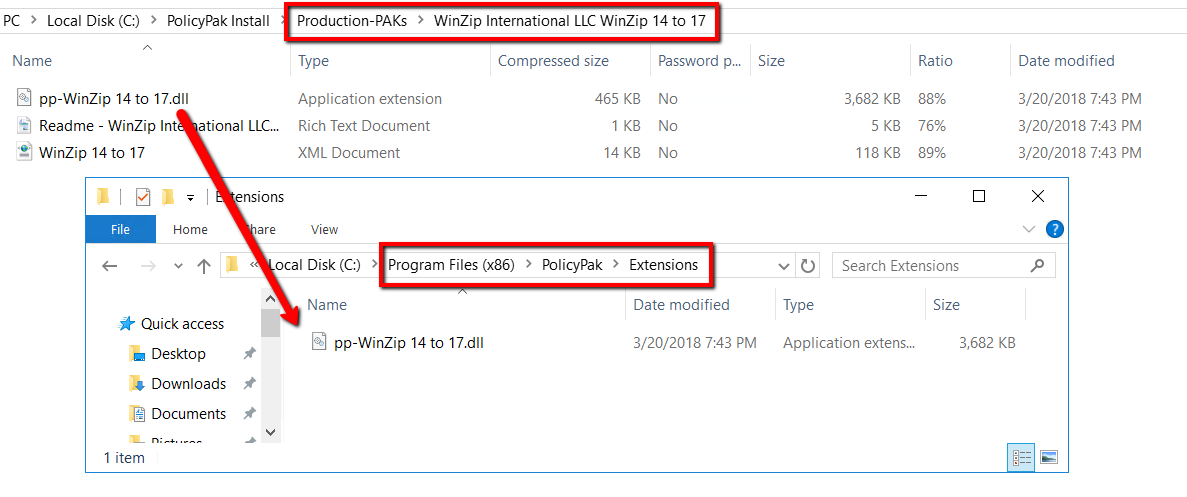 PC > Local Disk (C:) > PolicyPak Install > Production-PAKs > WinZip International LLC WinZip 14 to 17
Name Type Compressed size Password p... Size Ratio Date modified
pp-WinZip 14 to 17.dll Application extension 465 KB No 3,682 KB 88% 3/20/2018 7:43 PM
Readme - WinZip International LLC... Rich Text Document 1 KB No 5 KB 76% 3/20/2018 7:43 PM
WinZip 14 to 17 XML Document 14 KB No 118 KB 89% 3/20/2018 7:43 PM
Extensions
File Home Share View
« Local Disk (C:) > Program Files (x86) > PolicyPak > Extensions Search Extensions
Name Date modified Type Size
Quick access
pp-WinZip 14 to 17.dll 3/20/2018 7:43 PM Application extens... 3,682 KB
Desktop
Downloads
Documents
Pictures
1 item